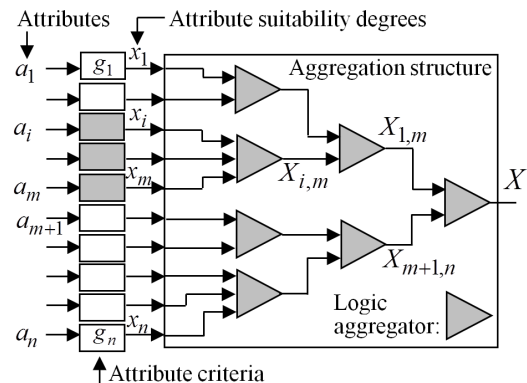 Attributes
Attribute suitability degrees
a₁ g₁ x₁
Aggregation structure
aᵢ xᵢ
X₁,ₘ
aₘ xₘ
Xᵢ,ₘ
X
aₘ₊₁
Xₘ₊₁,ₙ
Logic
aggregator:
aₙ gₙ xₙ
Attribute criteria